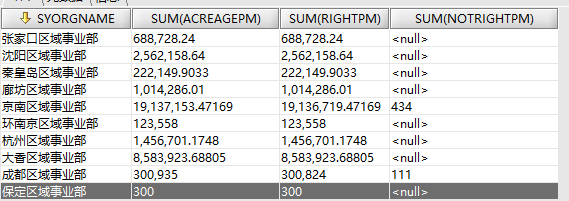 SYORGNAME SUM(ACREAGEPM) SUM(RIGHTPM) SUM(NOTRIGHTPM)
张家口区域事业部 688,728.24 688,728.24 <null>
沈阳区域事业部 2,562,158.64 2,562,158.64 <null>
秦皇岛区域事业部 222,149.9033 222,149.9033 <null>
廊坊区域事业部 1,014,286.01 1,014,286.01 <null>
京南区域事业部 19,137,153.47169 19,136,719.47169 434
环南京区域事业部 123,558 123,558 <null>
杭州区域事业部 1,456,701.1748 1,456,701.1748 <null>
大香区域事业部 8,583,923.68805 8,583,923.68805 <null>
成都区域事业部 300,935 300,824 111
保定区域事业部 300 300 <null>